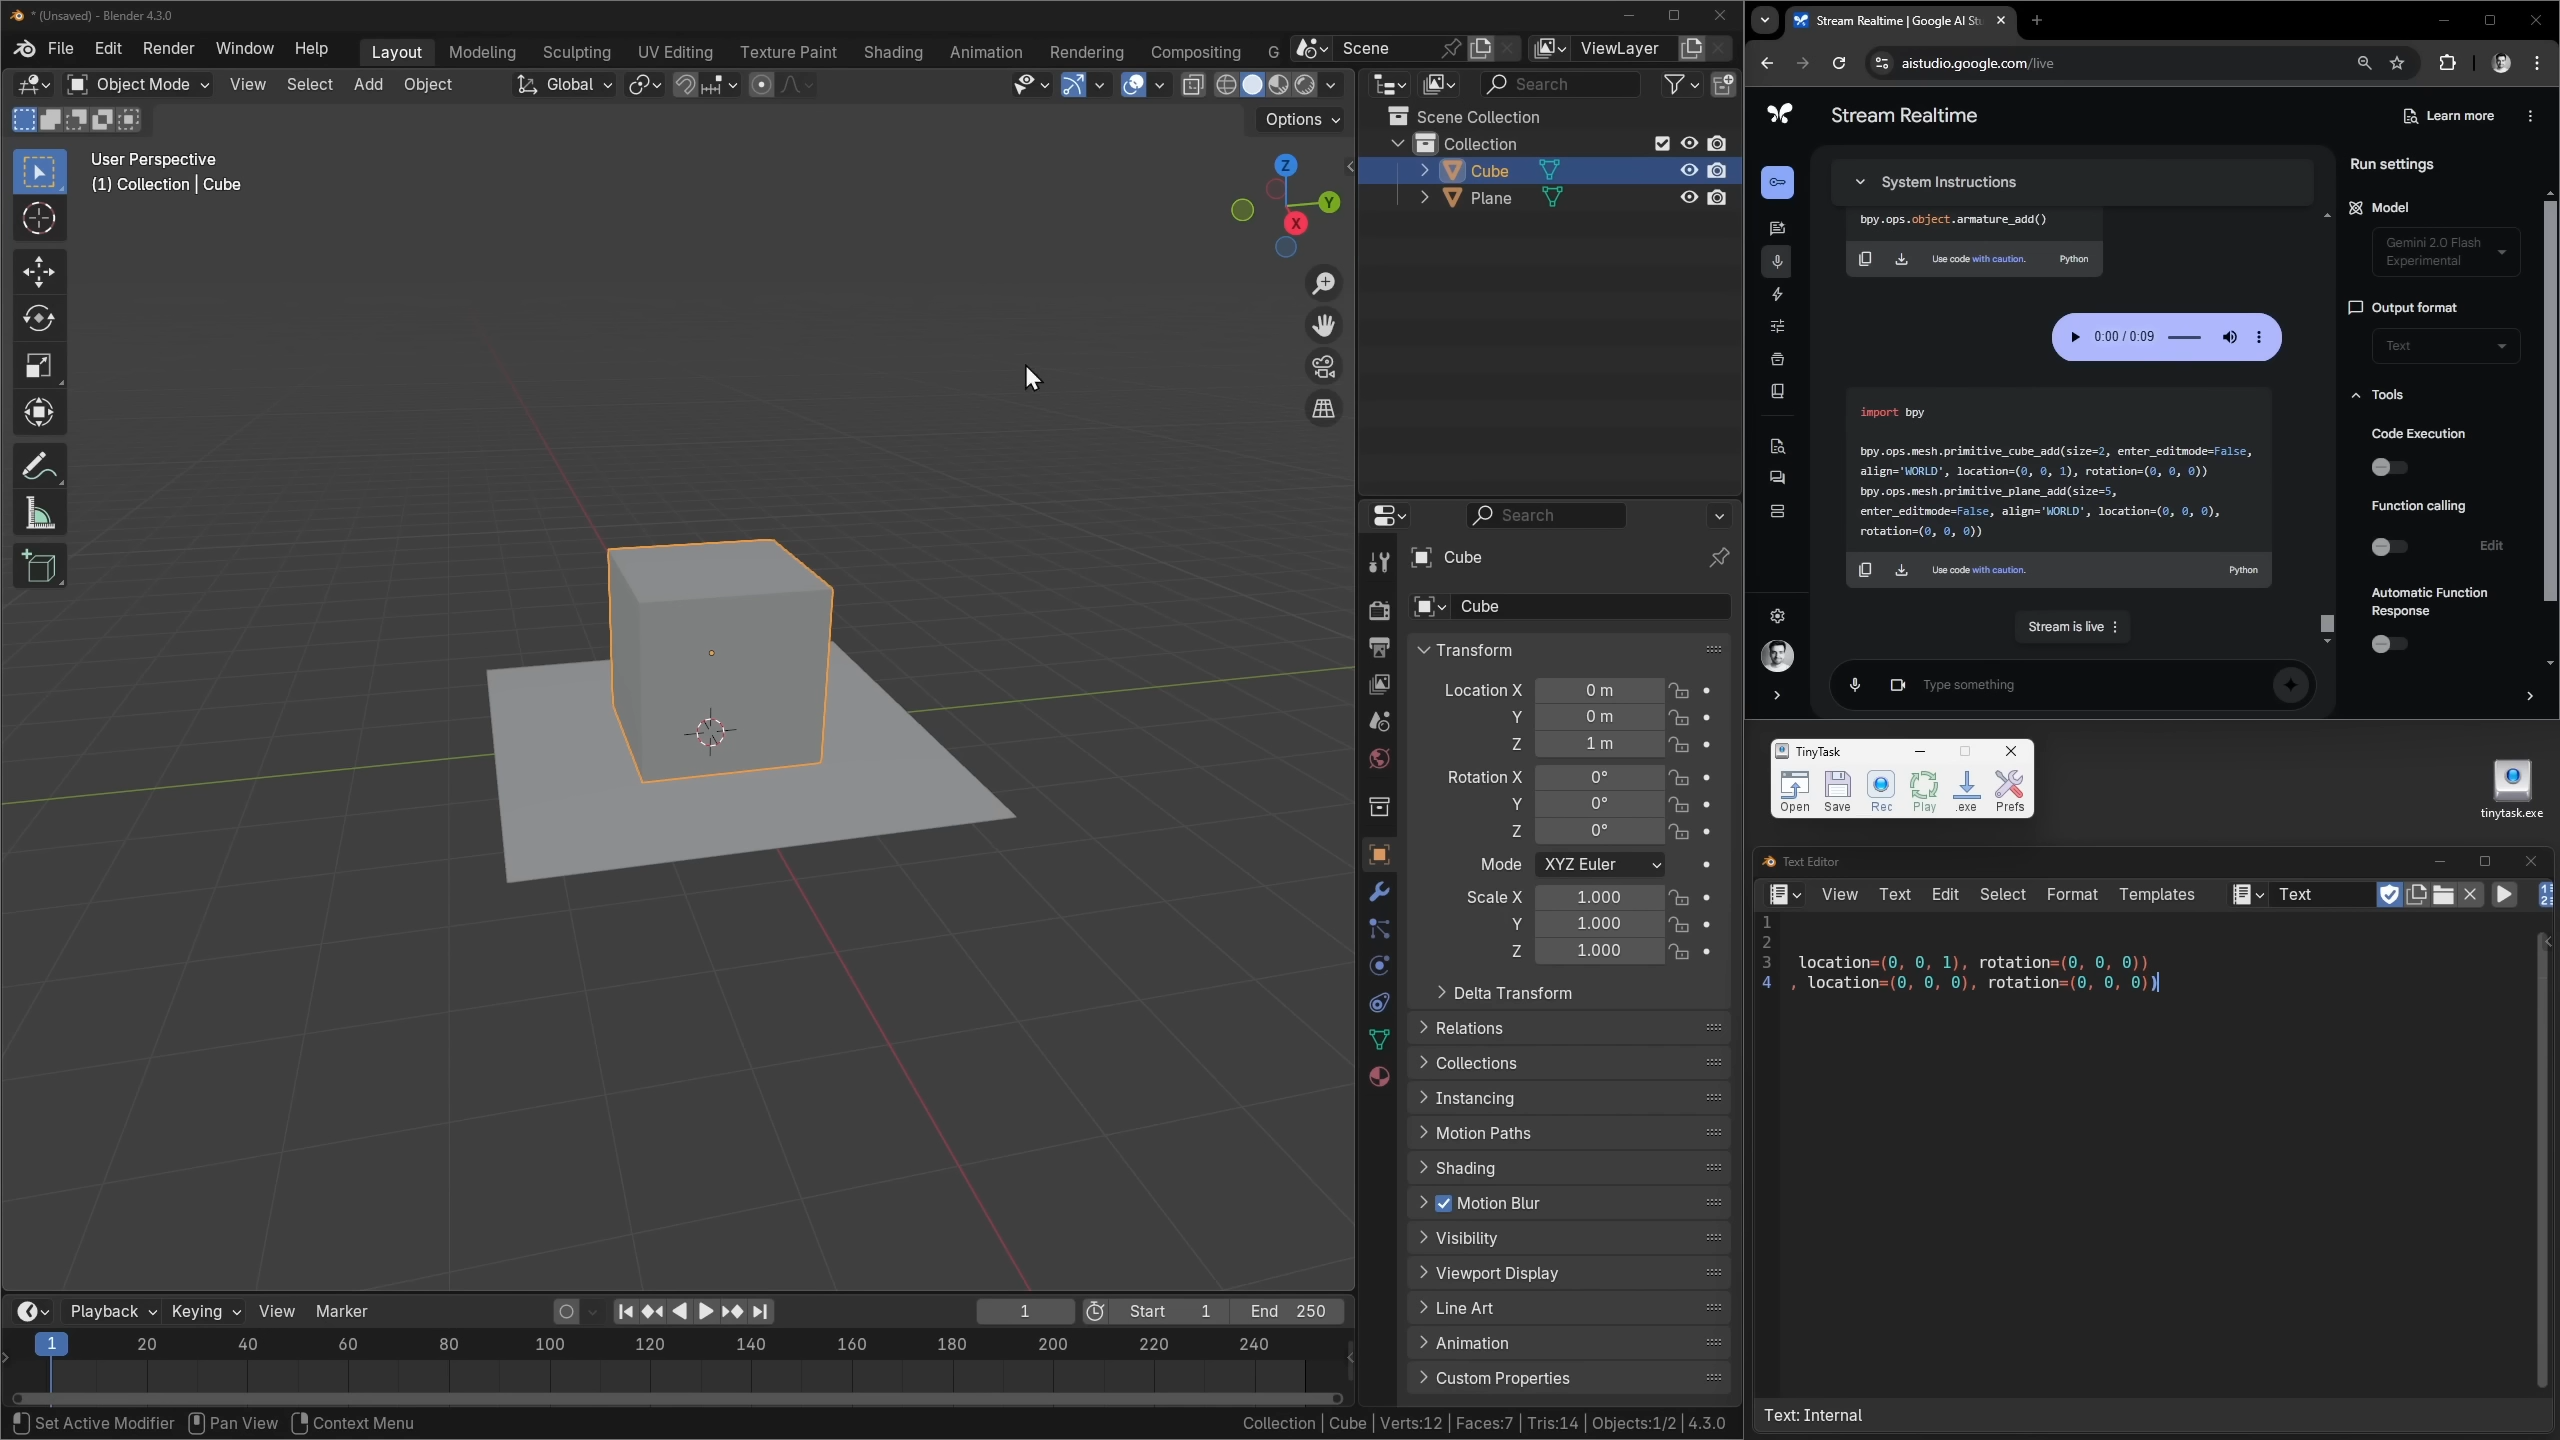 * (Unsaved) - Blender 4.3.0
File Edit Render Window Help Layout Modeling Sculpting UV Editing Texture Paint Shading Animation Rendering Compositing G Scene ViewLayer
Object Mode View Select Add Object Global
Options
User Perspective
(1) Collection | Cube
Z
Y
X
Search
Scene Collection
Collection
Cube
Plane
Search
Cube
Cube
Transform
Location X 0 m
Y 0 m
Z 1 m
Rotation X 0°
Y 0°
Z 0°
Mode XYZ Euler
Scale X 1.000
Y 1.000
Z 1.000
Delta Transform
Relations
Collections
Instancing
Motion Paths
Shading
Motion Blur
Visibility
Viewport Display
Line Art
Animation
Custom Properties
Playback Keying View Marker 1 Start 1 End 250
1 20 40 60 80 100 120 140 160 180 200 220 240
Set Active Modifier Pan View Context Menu
Collection | Cube | Verts:12 | Faces:7 | Tris:14 | Objects:1/2 | 4.3.0
Stream Realtime | Google AI St
aistudio.google.com/live
Stream Realtime
Learn more
System Instructions
bpy.ops.object.armature_add()
Use code with caution. Python
0:00 / 0:09
import bpy
bpy.ops.mesh.primitive_cube_add(size=2, enter_editmode=False,
align='WORLD', location=(0, 0, 1), rotation=(0, 0, 0))
bpy.ops.mesh.primitive_plane_add(size=5,
enter_editmode=False, align='WORLD', location=(0, 0, 0),
rotation=(0, 0, 0))
Use code with caution. Python
Stream is live
Type something
Run settings
Model
Gemini 2.0 Flash
Experimental
Output format
Text
Tools
Code Execution
Function calling
Edit
Automatic Function
Response
TinyTask
Open Save Rec Play .exe Prefs
tinytask.exe
Text Editor
View Text Edit Select Format Templates Text
1
2
3 location=(0, 0, 1), rotation=(0, 0, 0))
4 , location=(0, 0, 0), rotation=(0, 0, 0))
Text: Internal